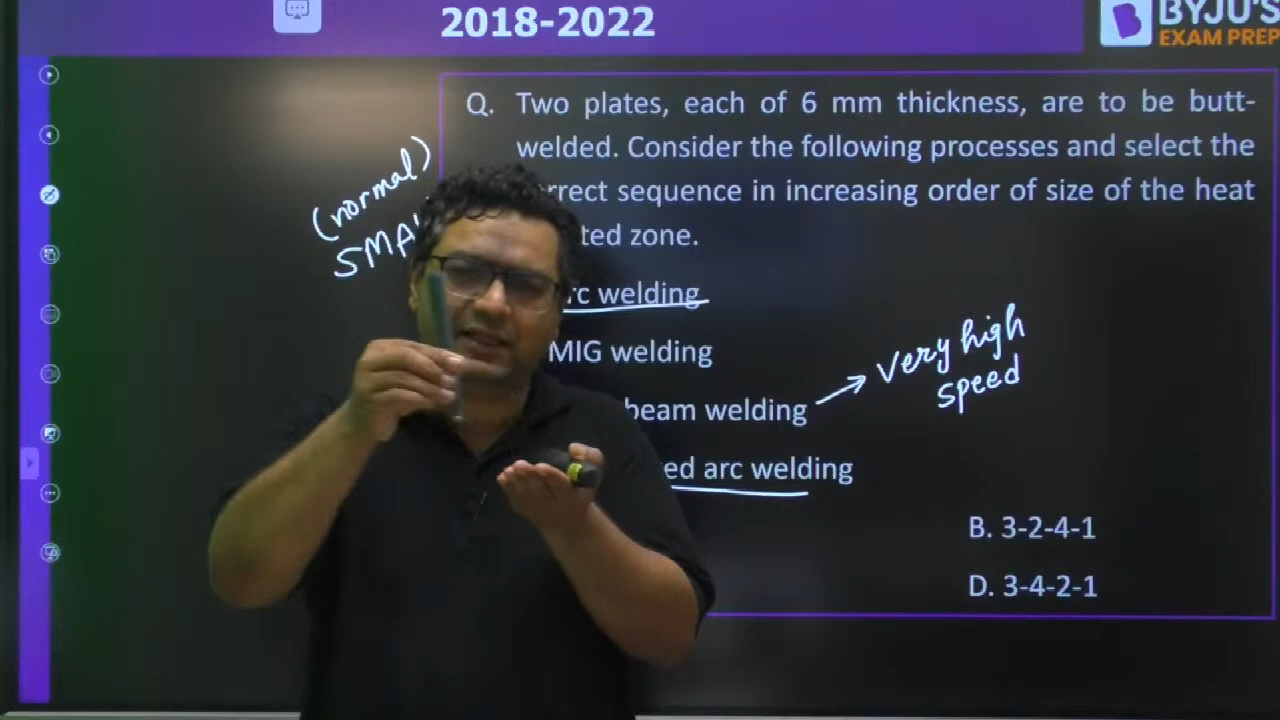 2018-2022
BYJU'S
EXAM PREP
Q. Two plates, each of 6 mm thickness, are to be butt-
welded. Consider the following processes and select the
rrect sequence in increasing order of size of the heat
ted zone.
rc welding
MIG welding
beam welding
ed arc welding
B. 3-2-4-1
D. 3-4-2-1
(normal)
SMA
Very high
speed